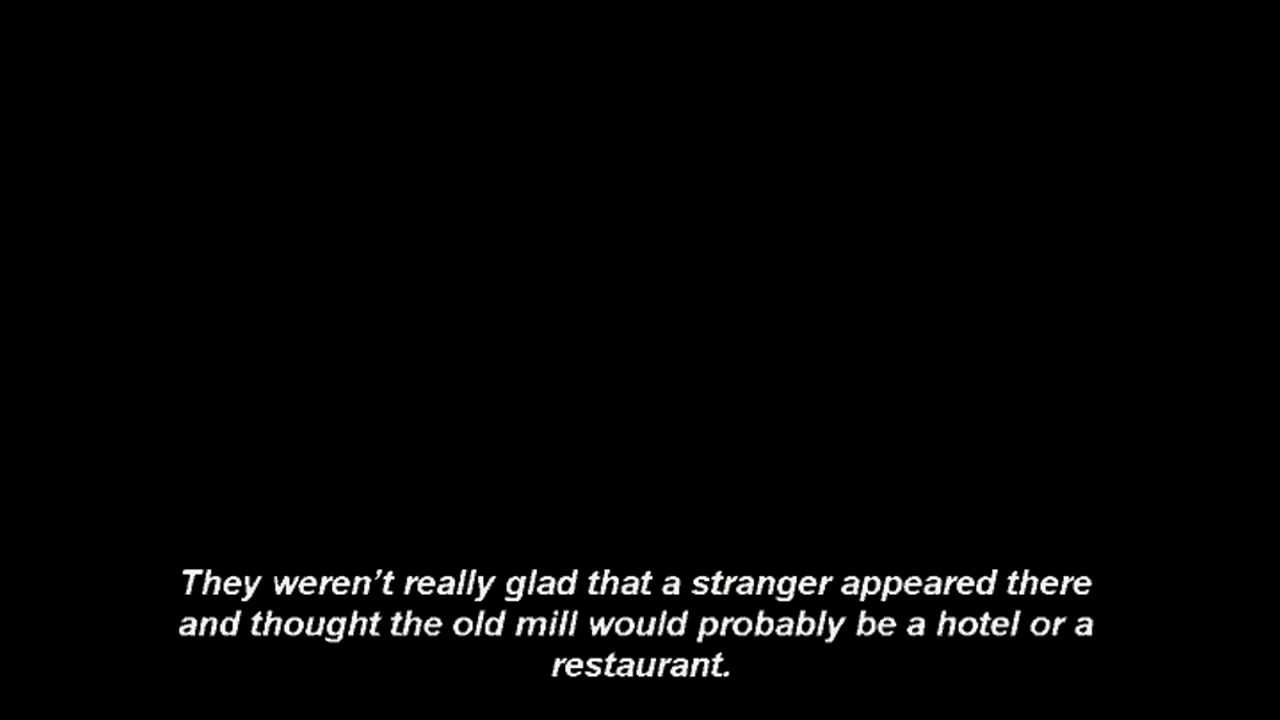 They weren’t really glad that a stranger appeared there
and thought the old mill would probably be a hotel or a
restaurant.